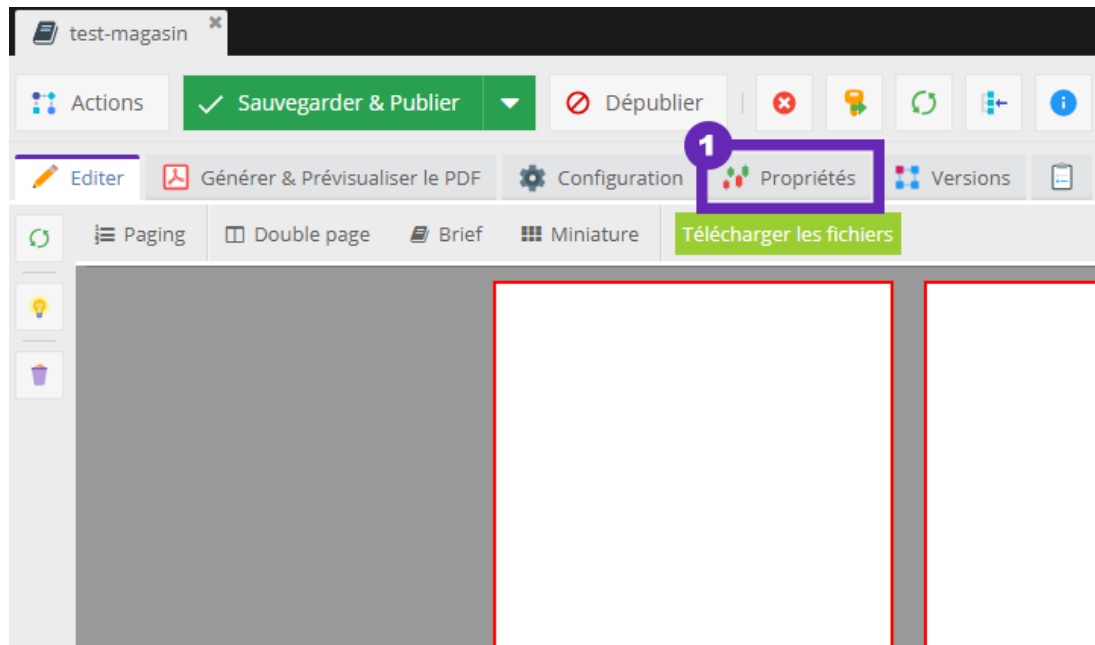 test-magasin
Actions Sauvegarder & Publier Dépublier
1
Editer Générer & Prévisualiser le PDF Configuration Propriétés Versions
Paging Double page Brief Miniature Télécharger les fichiers